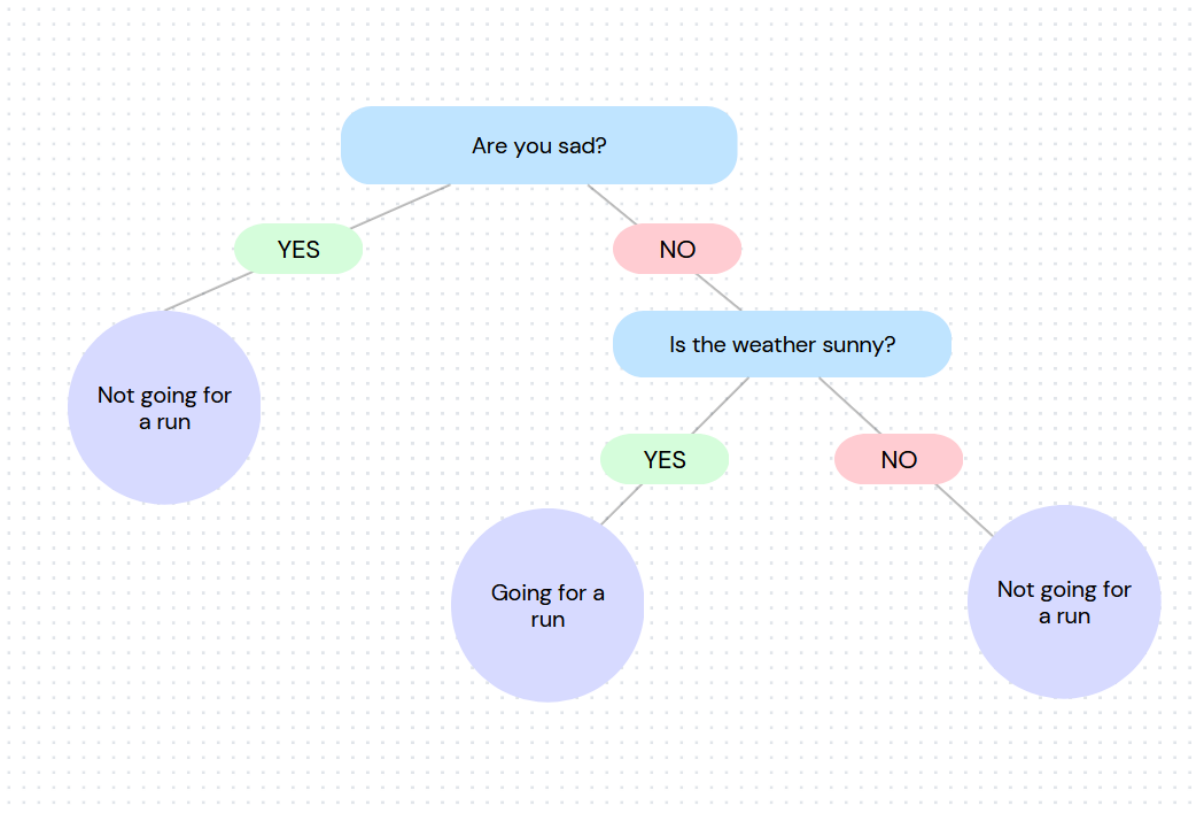 Are you sad?
YES
NO
Not going for
a run
Is the weather sunny?
YES
NO
Going for a
run
Not going for
a run